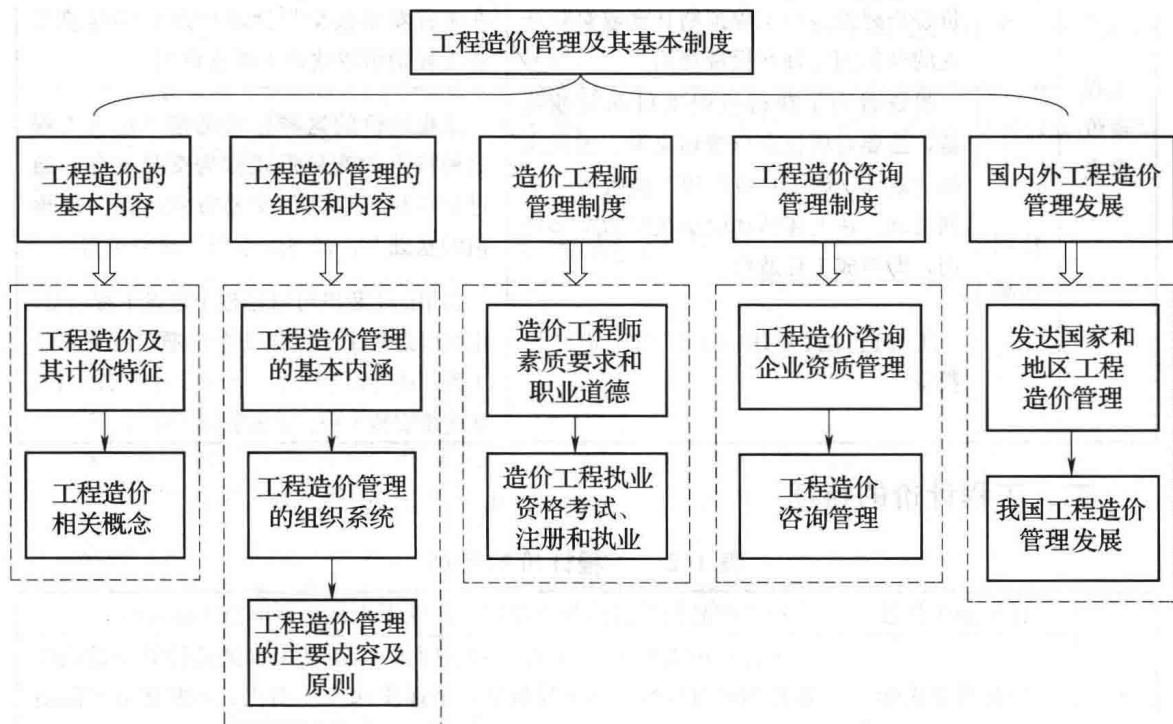 工程造价管理及其基本制度
工程造价的
基本内容
工程造价管理的
组织和内容
造价工程师
管理制度
工程造价咨询
管理制度
国内外工程造价
管理发展
工程造价及
其计价特征
工程造价
相关概念
工程造价管理
的基本内涵
工程造价管理
的组织系统
工程造价管理
的主要内容及
原则
造价工程师
素质要求和
职业道德
造价工程执业
资格考试、
注册和执业
工程造价咨询
企业资质管理
工程造价
咨询管理
发达国家和
地区工程
造价管理
我国工程造价
管理发展